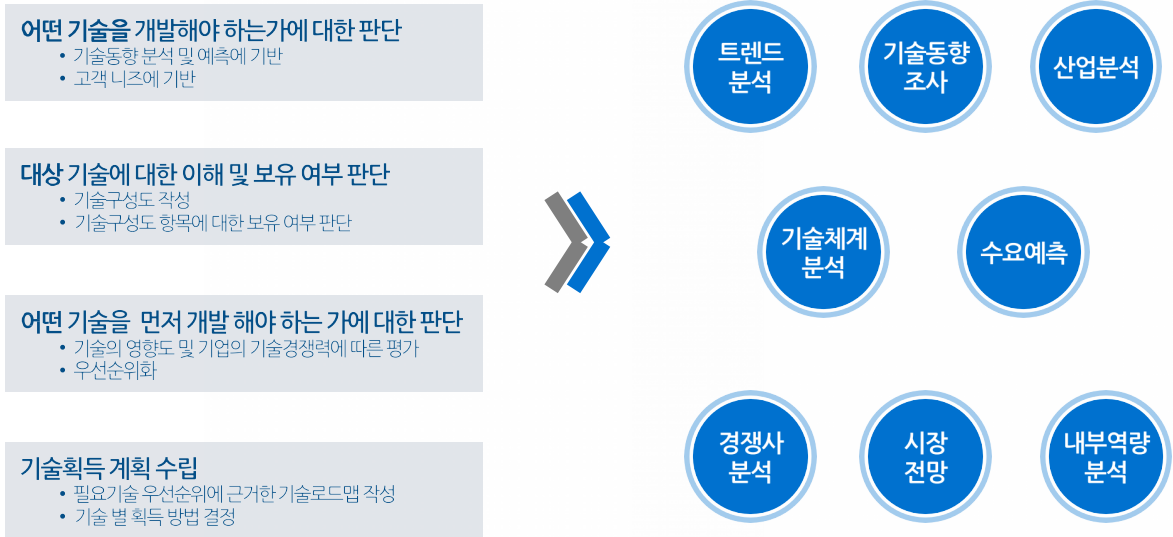 어떤 기술을 개발해야 하는가에 대한 판단
• 기술동향 분석 및 예측에 기반
• 고객 니즈에 기반
대상 기술에 대한 이해 및 보유 여부 판단
• 기술구성도 작성
• 기술구성도 항목에 대한 보유 여부 판단
어떤 기술을 먼저 개발 해야 하는 가에 대한 판단
• 기술의 영향도 및 기업의 기술경쟁력에 따른 평가
• 우선순위화
기술획득 계획 수립
• 필요기술 우선순위에 근거한 기술로드맵 작성
• 기술 별 획득 방법 결정
트렌드
분석
기술동향
조사
산업분석
기술체계
분석
수요예측
경쟁사
분석
시장
전망
내부역량
분석